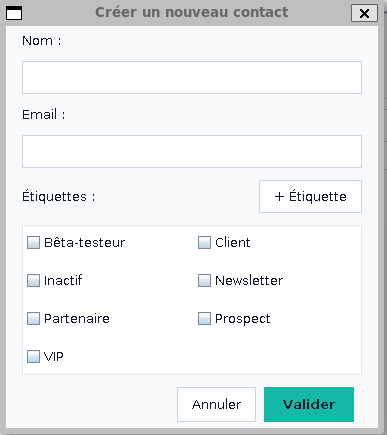 Créer un nouveau contact
Nom :
Email :
Étiquettes :
+ Étiquette
Bêta-testeur
Client
Inactif
Newsletter
Partenaire
Prospect
VIP
Annuler
Valider